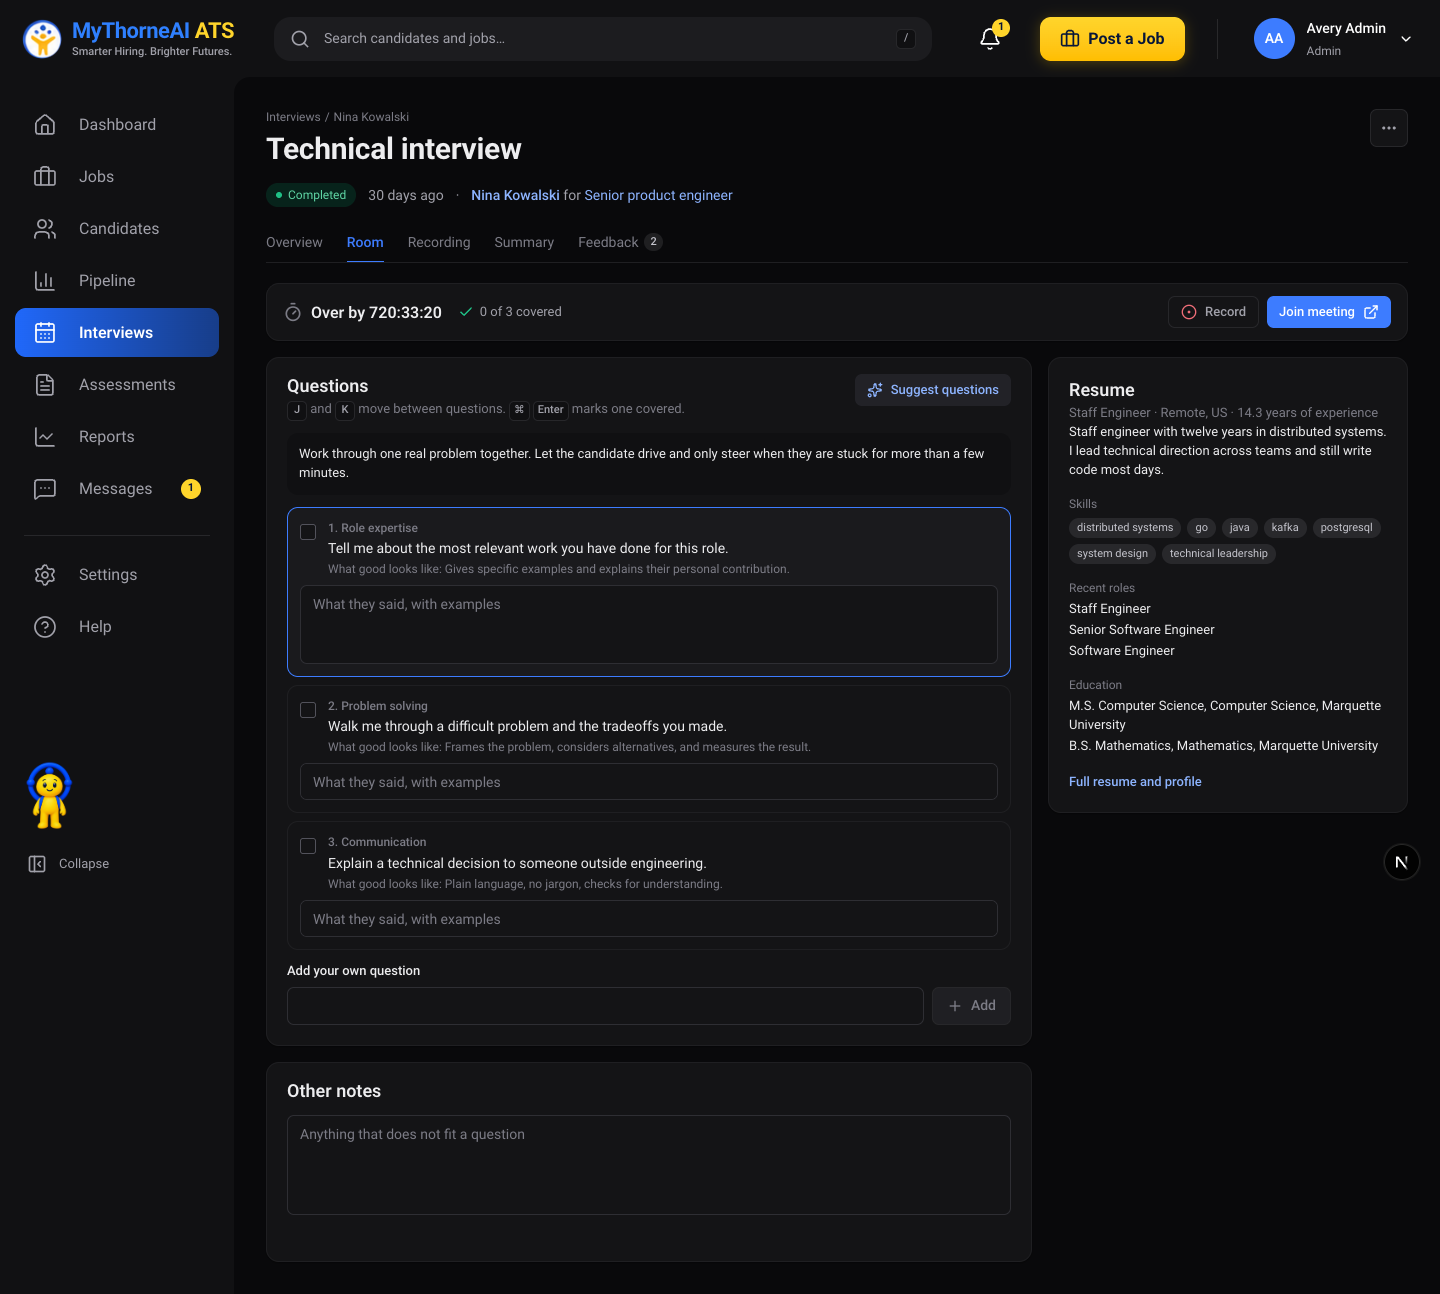 MyThorneAI ATS
Smarter Hiring. Brighter Futures.
Search candidates and jobs...
/
1
Post a Job
AA
Avery Admin
Admin
Dashboard
Jobs
Candidates
Pipeline
Interviews
Assessments
Reports
Messages
1
Settings
Help
Collapse
Interviews / Nina Kowalski
Technical interview
Completed
30 days ago · Nina Kowalski for Senior product engineer
Overview
Room
Recording
Summary
Feedback 2
Over by 720:33:20
0 of 3 covered
Record
Join meeting
Questions
J and K move between questions. ⌘ Enter marks one covered.
Suggest questions
Work through one real problem together. Let the candidate drive and only steer when they are stuck for more than a few
minutes.
1. Role expertise
Tell me about the most relevant work you have done for this role.
What good looks like: Gives specific examples and explains their personal contribution.
What they said, with examples
2. Problem solving
Walk me through a difficult problem and the tradeoffs you made.
What good looks like: Frames the problem, considers alternatives, and measures the result.
What they said, with examples
3. Communication
Explain a technical decision to someone outside engineering.
What good looks like: Plain language, no jargon, checks for understanding.
What they said, with examples
Add your own question
Add
Other notes
Anything that does not fit a question
Resume
Staff Engineer · Remote, US · 14.3 years of experience
Staff engineer with twelve years in distributed systems.
I lead technical direction across teams and still write
code most days.
Skills
distributed systems
go
java
kafka
postgresql
system design
technical leadership
Recent roles
Staff Engineer
Senior Software Engineer
Software Engineer
Education
M.S. Computer Science, Computer Science, Marquette
University
B.S. Mathematics, Mathematics, Marquette University
Full resume and profile
N